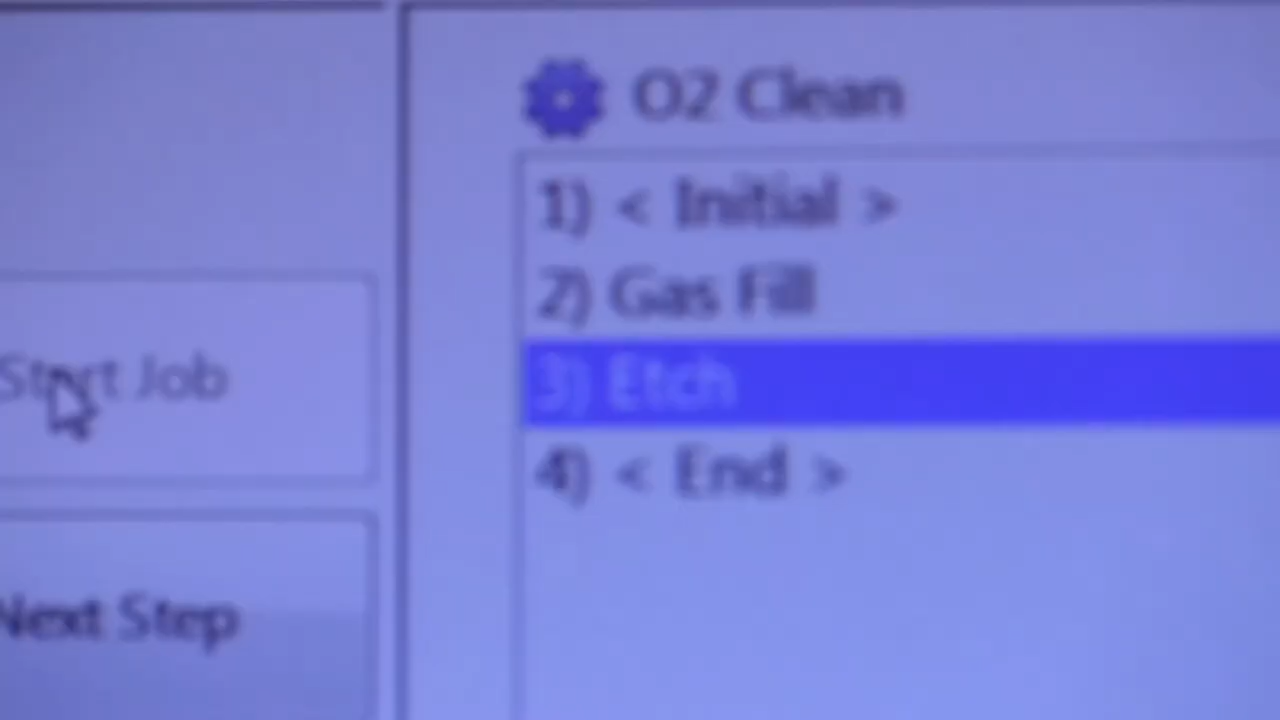 O2 Clean
1) < Initial >
2) Gas Fill
3) Etch
4) < End >
Start Job
Next Step